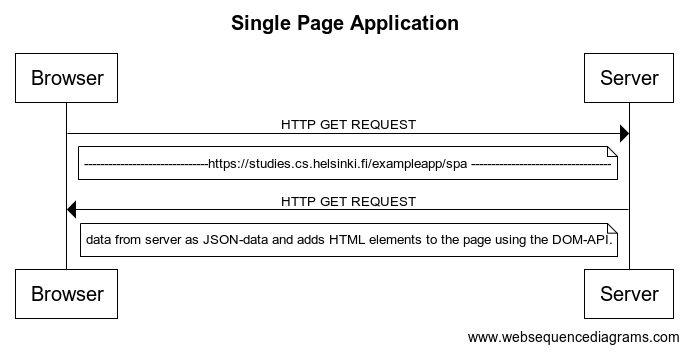 Single Page Application
Browser
Server
HTTP GET REQUEST
-------------------------------https://studies.cs.helsinki.fi/exampleapp/spa -----------------------------------
HTTP GET REQUEST
data from server as JSON-data and adds HTML elements to the page using the DOM-API.
Browser
Server
www.websequencediagrams.com